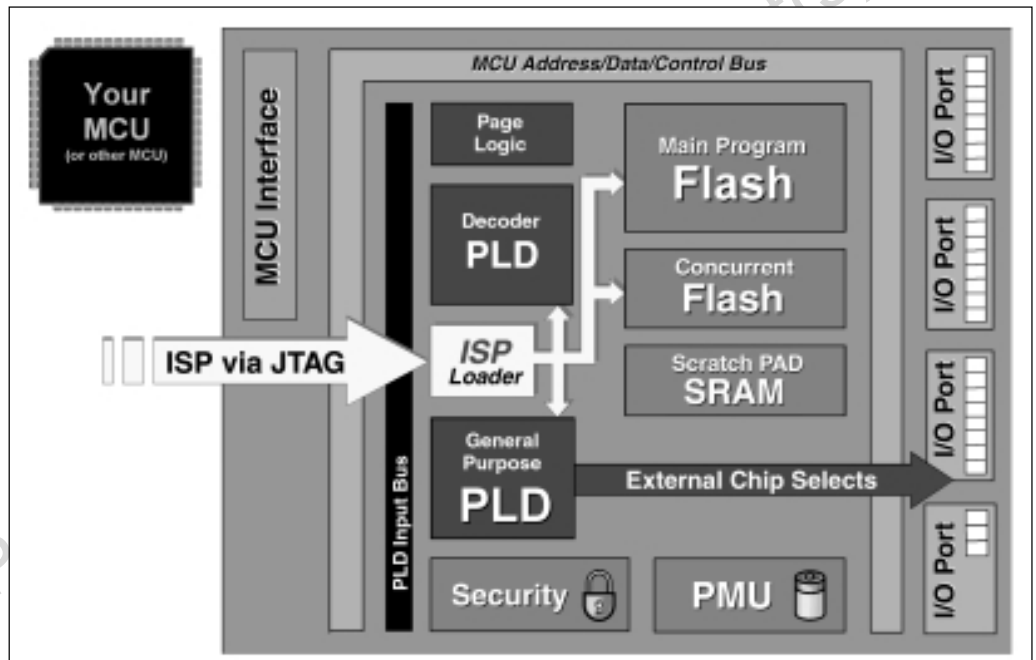 Your
MCU
(or other MCU)
MCU Interface
MCU Address/Data/Control Bus
PLD Input Bus
Page
Logic
Decoder
PLD
ISP via JTAG
ISP
Loader
General
Purpose
PLD
Main Program
Flash
Concurrent
Flash
Scratch PAD
SRAM
External Chip Selects
Security
PMU
I/O Port
I/O Port
I/O Port
I/O Port